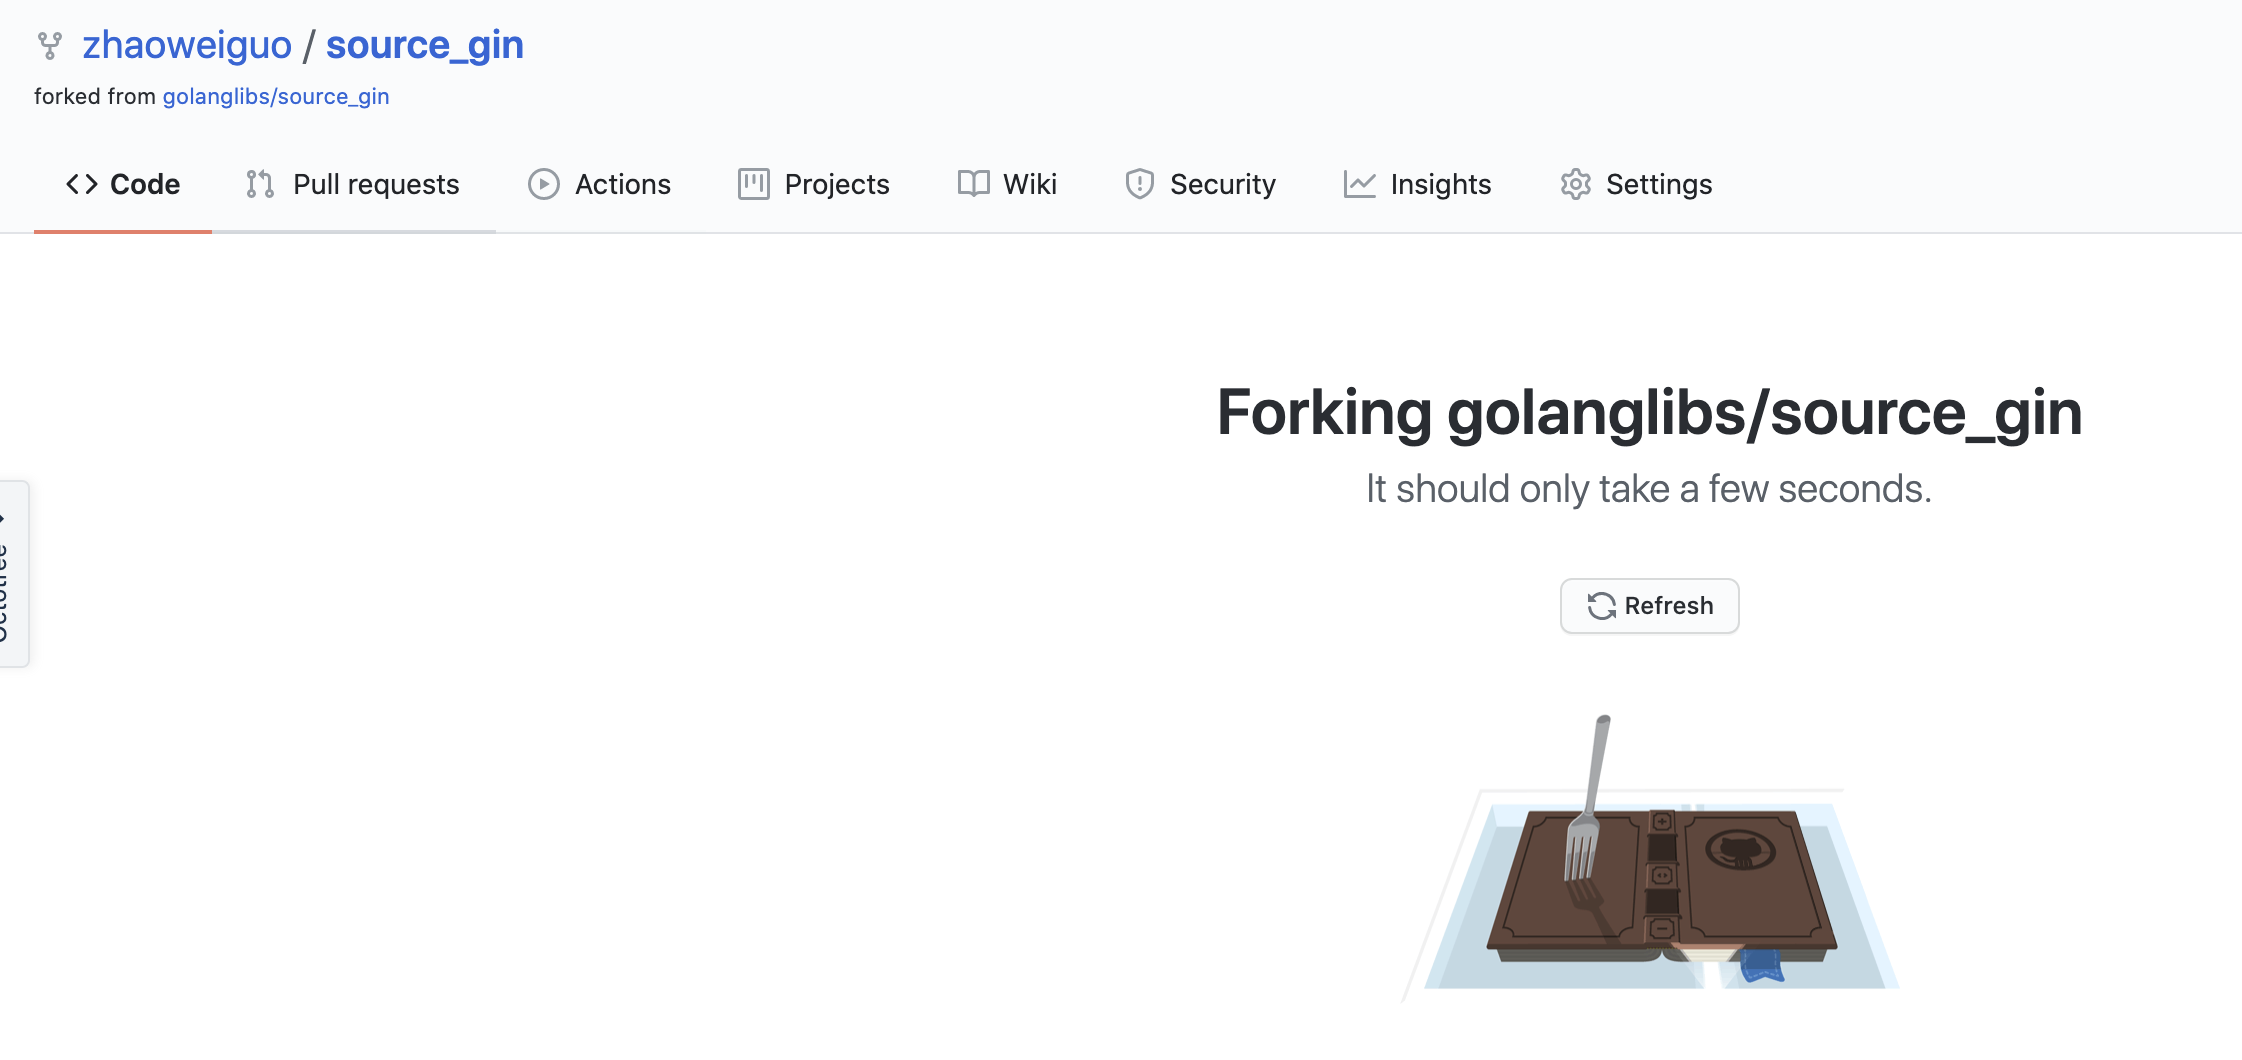 zhaoweiguo / source_gin
forked from golanglibs/source_gin
Code Pull requests Actions Projects Wiki Security Insights Settings
Forking golanglibs/source_gin
It should only take a few seconds.
Refresh
Octotree